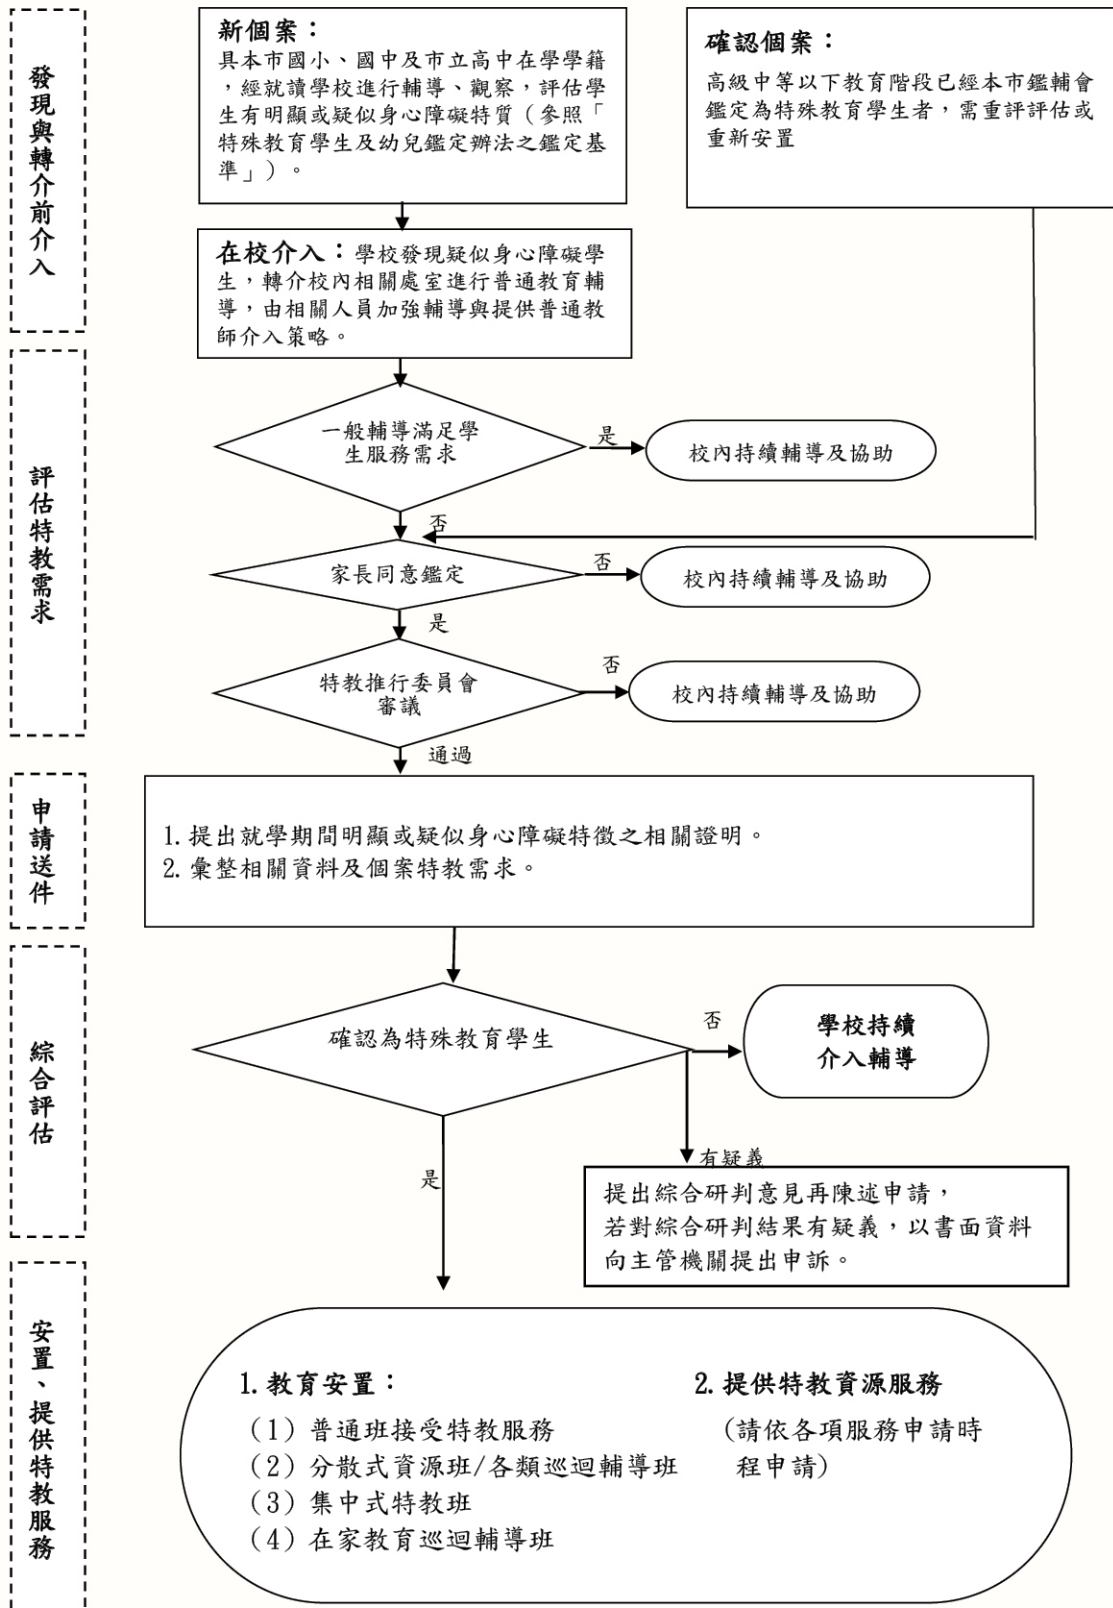 發現與轉介前介入
新個案：
具本市國小、國中及市立高中在學學籍
，經就讀學校進行輔導、觀察，評估學
生有明顯或疑似身心障礙特質（參照「
特殊教育學生及幼兒鑑定辦法之鑑定基
準」）。
確認個案：
高級中等以下教育階段已經本市鑑輔會
鑑定為特殊教育學生者，需重評評估或
重新安置
在校介入：學校發現疑似身心障礙學
生，轉介校內相關處室進行普通教育輔
導，由相關人員加強輔導與提供普通教
師介入策略。
評估特教需求
一般輔導滿足學
生服務需求
是
校內持續輔導及協助
否
家長同意鑑定
否
校內持續輔導及協助
是
特教推行委員會
審議
否
校內持續輔導及協助
通過
申請送件
1. 提出就學期間明顯或疑似身心障礙特徵之相關證明。
2. 彙整相關資料及個案特教需求。
綜合評估
確認為特殊教育學生
否
學校持續
介入輔導
有疑義
是
提出綜合研判意見再陳述申請，
若對綜合研判結果有疑義，以書面資料
向主管機關提出申訴。
安置、提供特教服務
1. 教育安置：
（1）普通班接受特教服務
（2）分散式資源班/各類巡迴輔導班
（3）集中式特教班
（4）在家教育巡迴輔導班
2. 提供特教資源服務
(請依各項服務申請時
程申請)